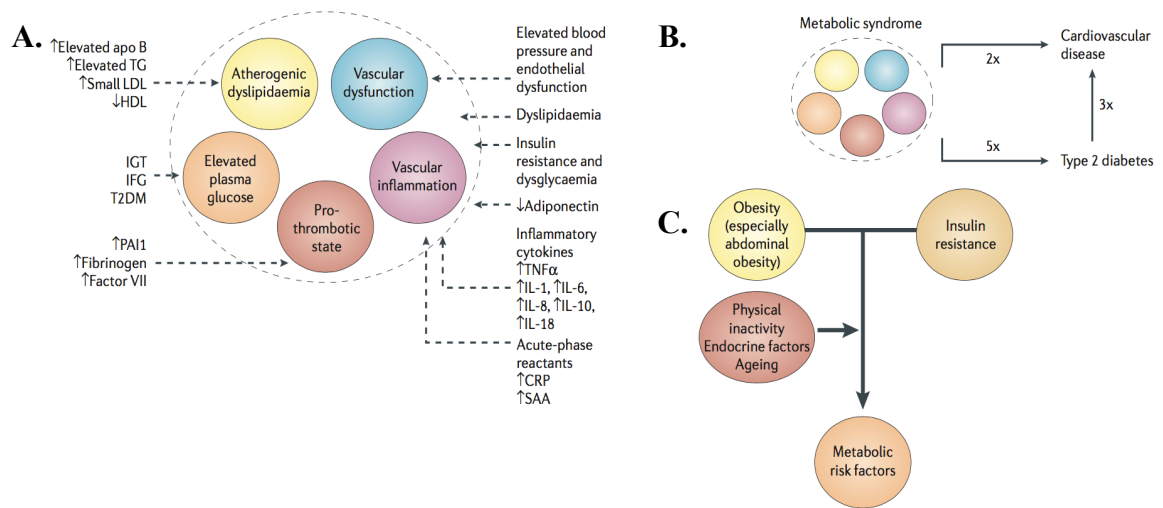 A.
↑Elevated apo B
↑Elevated TG
↑Small LDL
↓HDL
IGT
IFG
T2DM
↑PAI1
↑Fibrinogen
↑Factor VII
Atherogenic
dyslipidaemia
Vascular
dysfunction
Elevated
plasma
glucose
Vascular
inflammation
Pro-
thrombotic
state
Elevated blood
pressure and
endothelial
dysfunction
Dyslipidaemia
Insulin
resistance and
dysglycaemia
↓Adiponectin
Inflammatory
cytokines
↑TNFα
↑IL-1, ↑IL-6,
↑IL-8, ↑IL-10,
↑IL-18
Acute-phase
reactants
↑CRP
↑SAA
B.
Metabolic syndrome
2x
Cardiovascular
disease
3x
5x
Type 2 diabetes
C.
Obesity
(especially
abdominal
obesity)
Insulin
resistance
Physical
inactivity
Endocrine factors
Ageing
Metabolic
risk factors